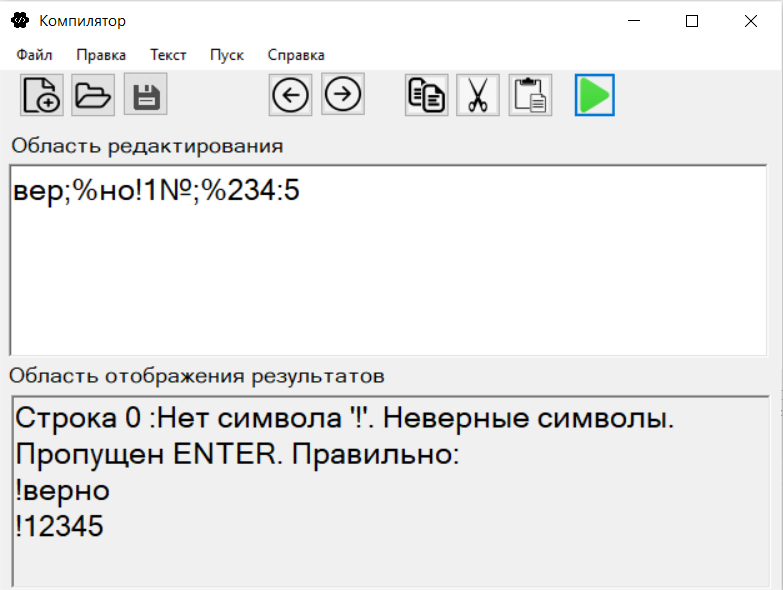 Компилятор
Файл Правка Текст Пуск Справка
Область редактирования
вер;%но!1№;%234:5
Область отображения результатов
Строка 0 :Нет символа '!'. Неверные символы.
Пропущен ENTER. Правильно:
!верно
!12345